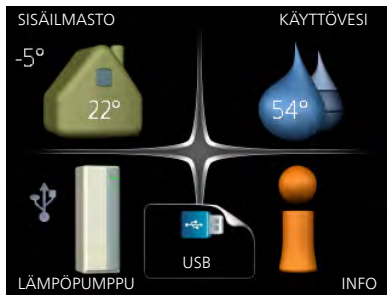 SISÄILMASTO
KÄYTTÖVESI
-5°
22°
54°
USB
LÄMPÖPUMPPU
INFO